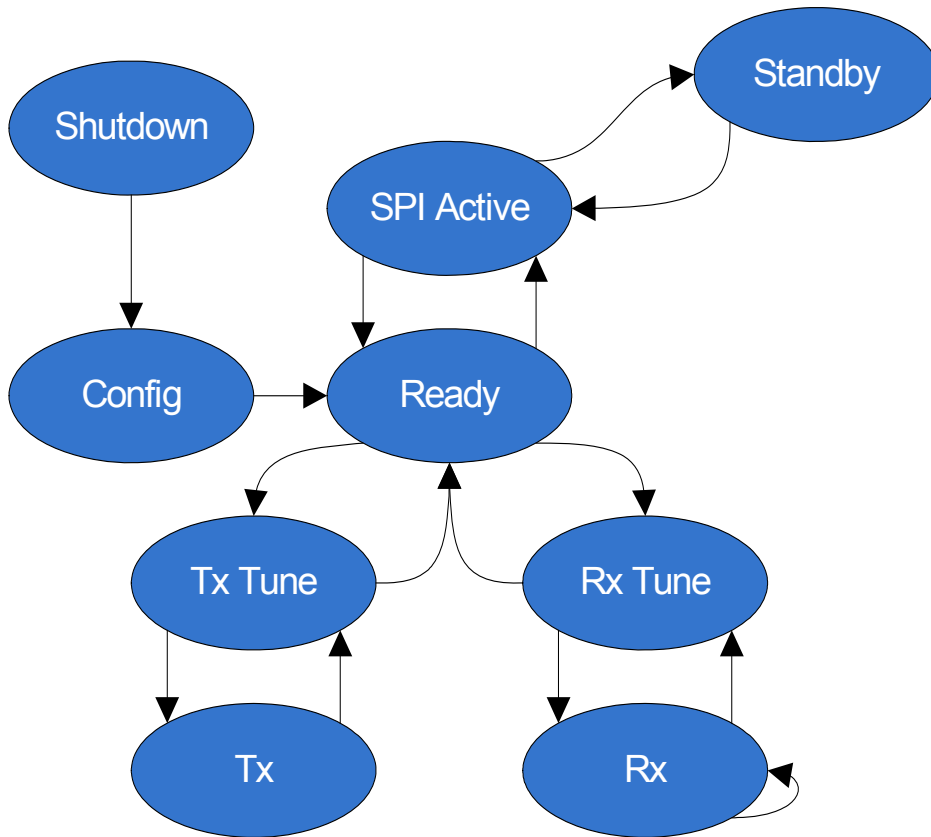 Standby
Shutdown
SPI Active
Config
Ready
Tx Tune
Rx Tune
Tx
Rx